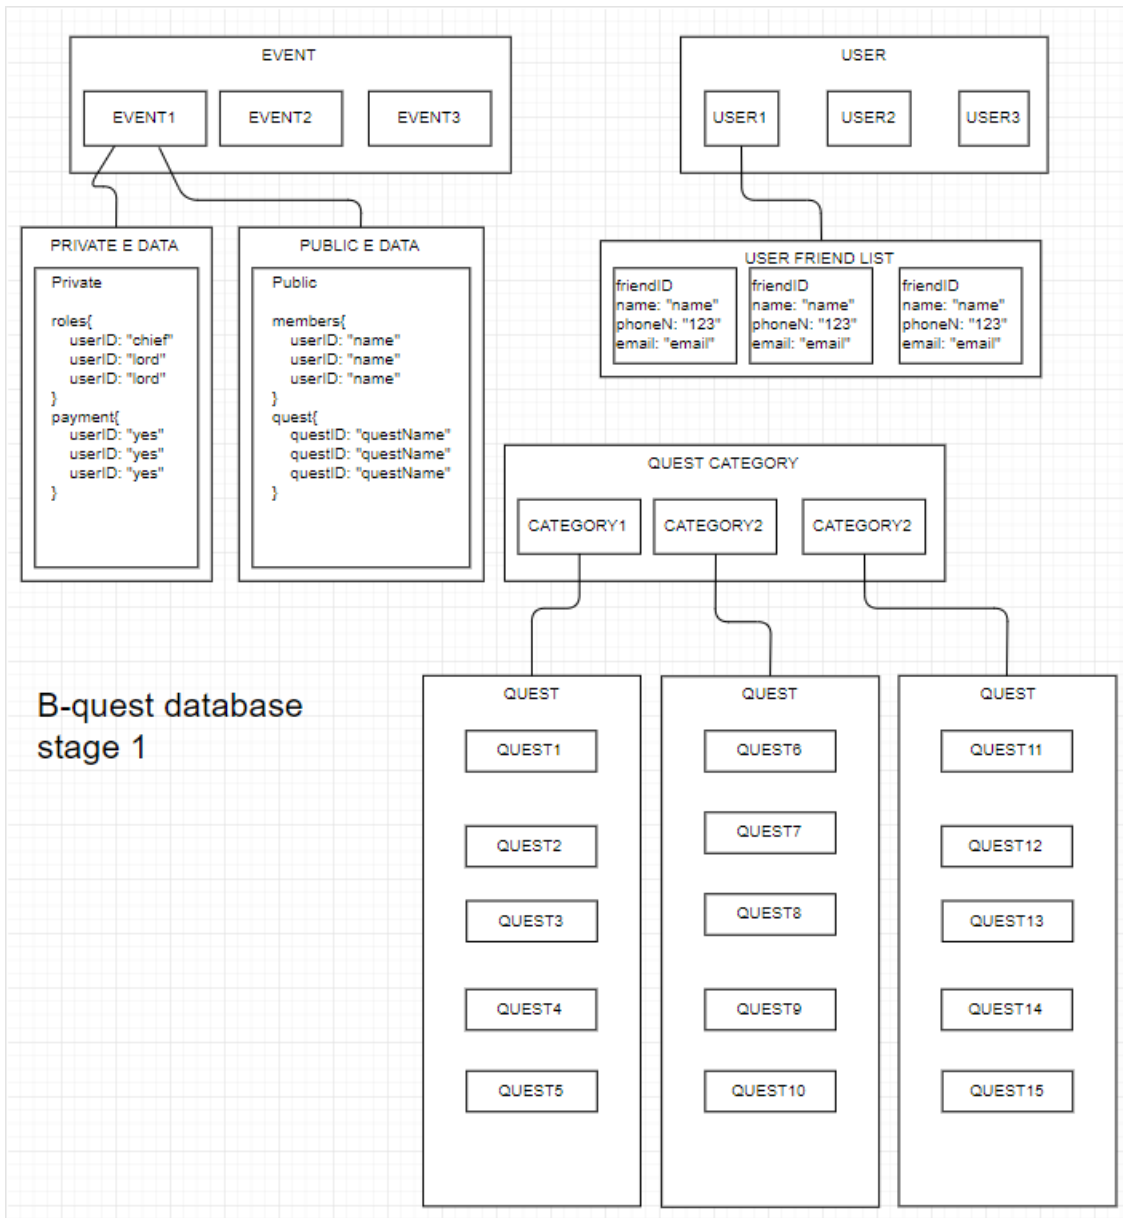 EVENT
EVENT1
EVENT2
EVENT3
PRIVATE E DATA
Private
roles{
userID: "chief"
userID: "lord"
userID: "lord"
}
payment{
userID: "yes"
userID: "yes"
userID: "yes"
}
PUBLIC E DATA
Public
members{
userID: "name"
userID: "name"
userID: "name"
}
quest{
questID: "questName"
questID: "questName"
questID: "questName"
}
USER
USER1
USER2
USER3
USER FRIEND LIST
friendID
name: "name"
phoneN: "123"
email: "email"
friendID
name: "name"
phoneN: "123"
email: "email"
friendID
name: "name"
phoneN: "123"
email: "email"
QUEST CATEGORY
CATEGORY1
CATEGORY2
CATEGORY2
B-quest database
stage 1
QUEST
QUEST1
QUEST2
QUEST3
QUEST4
QUEST5
QUEST
QUEST6
QUEST7
QUEST8
QUEST9
QUEST10
QUEST
QUEST11
QUEST12
QUEST13
QUEST14
QUEST15